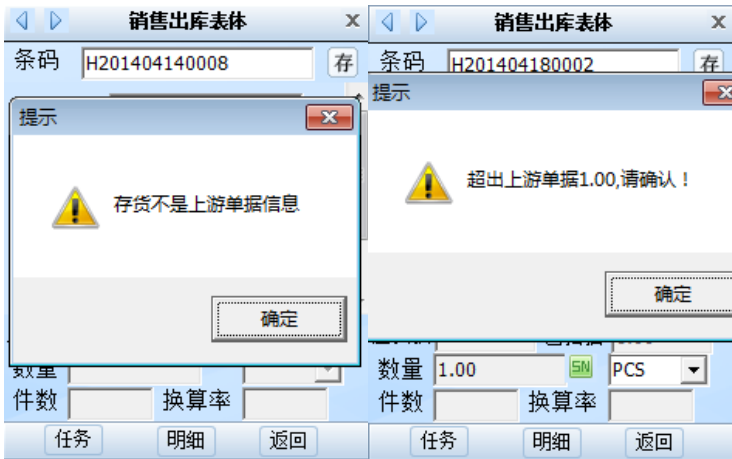 销售出库表体 x
条码 H201404140008 存
提示
存货不是上游单据信息
确定
数量
件数 换算率
任务 明细 返回
销售出库表体 x
条码 H201404180002 存
提示
超出上游单据1.00,请确认！
确定
数量 1.00 SN PCS
件数 换算率
任务 明细 返回